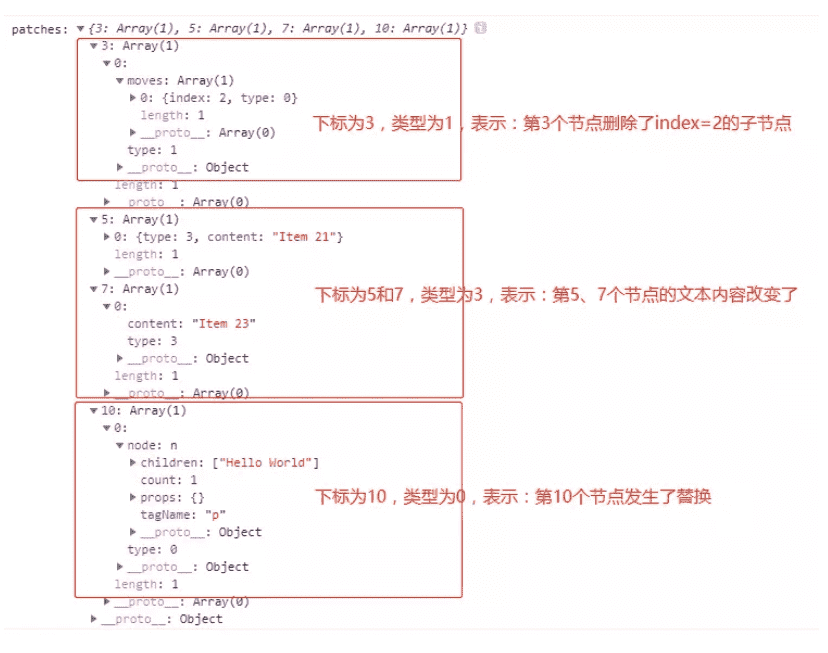 patches: ▼{3: Array(1), 5: Array(1), 7: Array(1), 10: Array(1)} i
▼3: Array(1)
▼0:
▼moves: Array(1)
▶0: {index: 2, type: 0}
length: 1
▶__proto__: Array(0)
下标为3，类型为1，表示：第3个节点删除了index=2的子节点
type: 1
▶__proto__: Object
length: 1
▶__proto__: Array(0)
▼5: Array(1)
▶0: {type: 3, content: "Item 21"}
length: 1
▶__proto__: Array(0)
▼7: Array(1)
下标为5和7，类型为3，表示：第5、7个节点的文本内容改变了
▼0:
content: "Item 23"
type: 3
▶__proto__: Object
length: 1
▶__proto__: Array(0)
▼10: Array(1)
▼0:
▼node: n
▶children: ["Hello World"]
count: 1
▶props: {}
下标为10，类型为0，表示：第10个节点发生了替换
tagName: "p"
▶__proto__: Object
type: 0
▶__proto__: Object
length: 1
▶__proto__: Array(0)
▶__proto__: Object